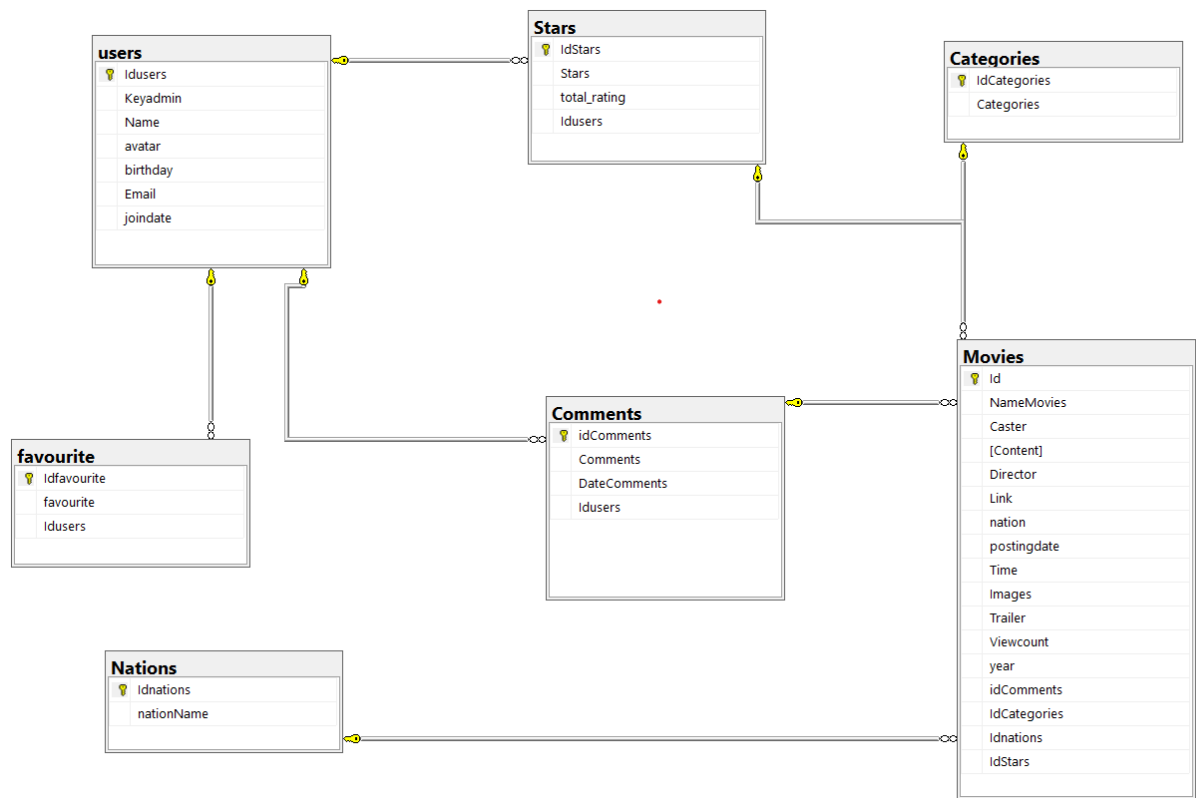 users
Idusers
Keyadmin
Name
avatar
birthday
Email
joindate
Stars
IdStars
Stars
total_rating
Idusers
Categories
IdCategories
Categories
favourite
Idfavourite
favourite
Idusers
Comments
idComments
Comments
DateComments
Idusers
Movies
Id
NameMovies
Caster
[Content]
Director
Link
nation
postingdate
Time
Images
Trailer
Viewcount
year
idComments
IdCategories
Idnations
IdStars
Nations
Idnations
nationName